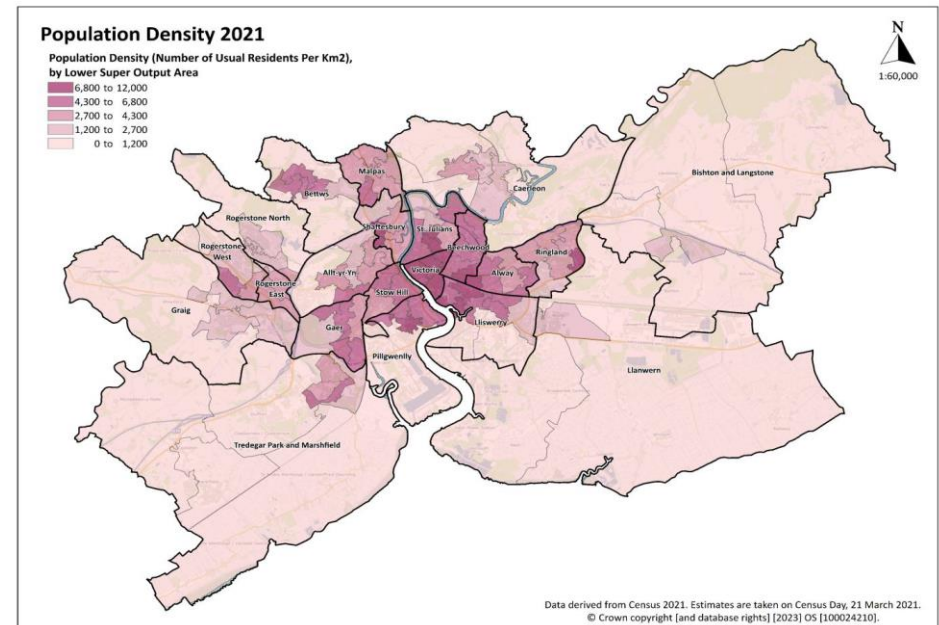 Population Density 2021
Population Density (Number of Usual Residents Per Km2),
by Lower Super Output Area
6,800 to 12,000
4,300 to 6,800
2,700 to 4,300
1,200 to 2,700
0 to 1,200
N
1:60,000
Malpas
Bettws
Caerleon
Bishton and Langstone
Rogerstone North
Shaftesbury
St. Julians
Rogerstone
West
Beechwood
Ringland
Allt-yr-Yn
Victoria
Alway
Rogerstone
East
Stow Hill
Graig
Gaer
Lliswerry
Pillgwenlly
Llanwern
Tredegar Park and Marshfield
Data derived from Census 2021. Estimates are taken on Census Day, 21 March 2021.
© Crown copyright [and database rights] [2023] OS [100024210].